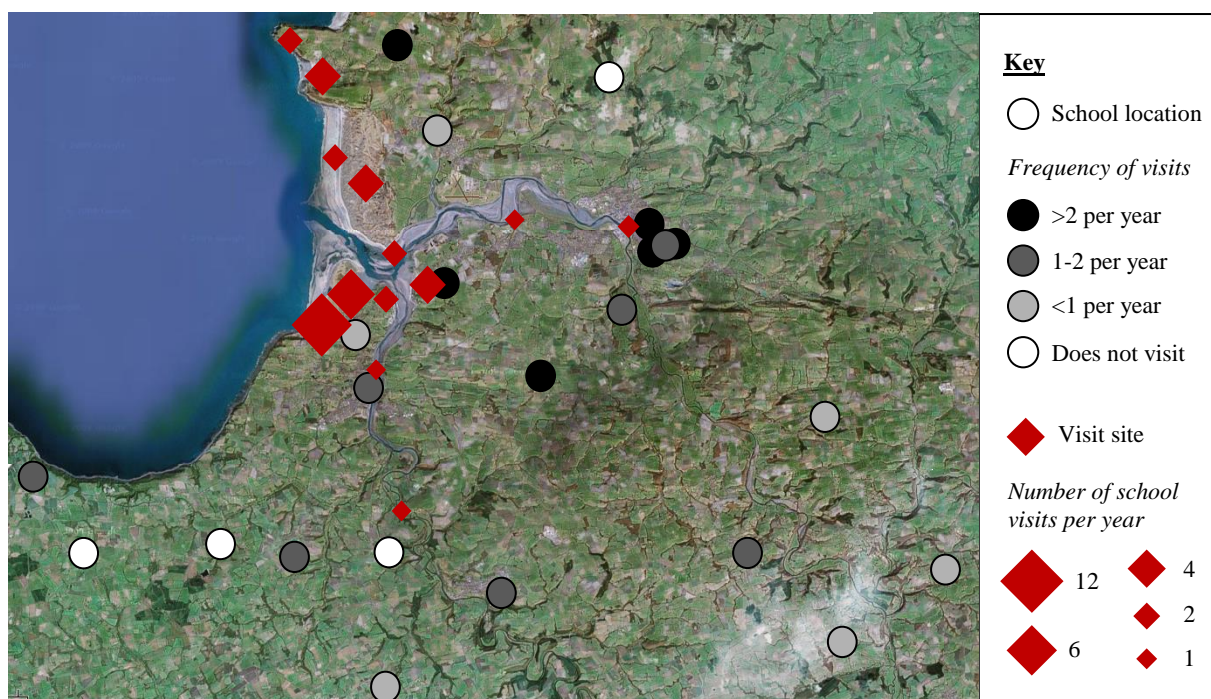 Key
School location
Frequency of visits
>2 per year
1-2 per year
<1 per year
Does not visit
Visit site
Number of school
visits per year
12
4
2
6
1